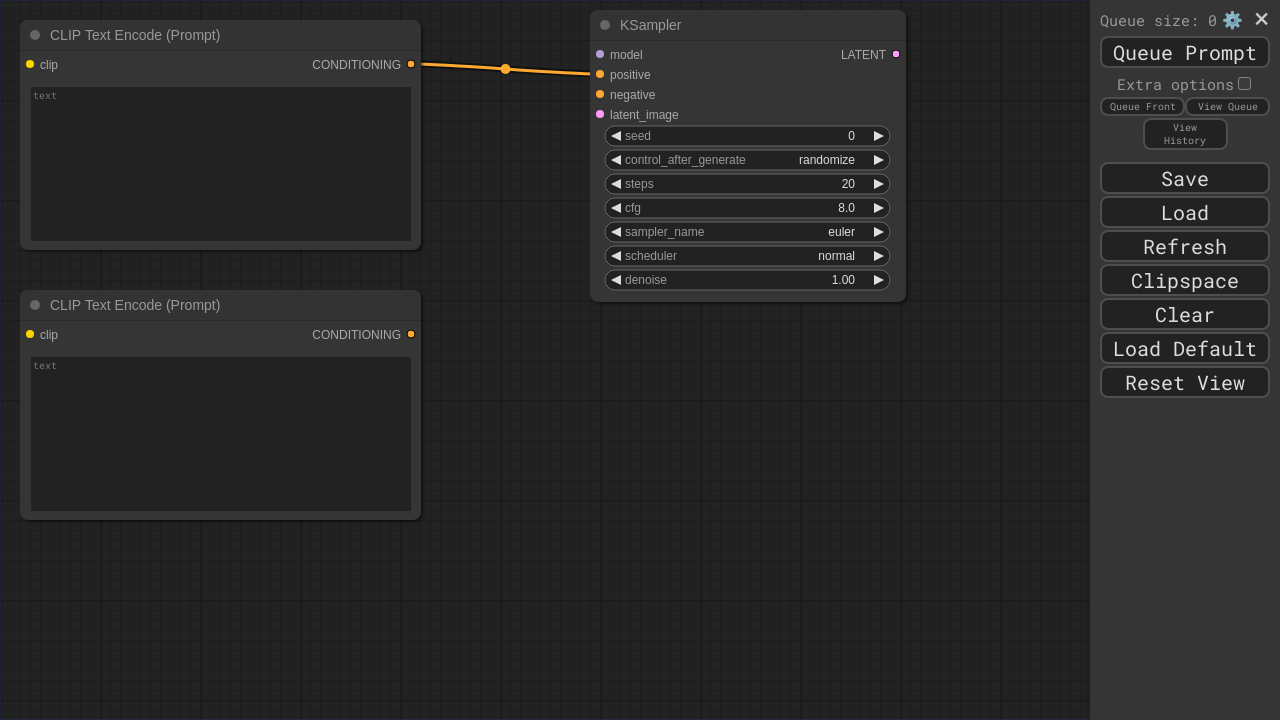 CLIP Text Encode (Prompt)
clip
CONDITIONING
text
CLIP Text Encode (Prompt)
clip
CONDITIONING
text
KSampler
model
LATENT
positive
negative
latent_image
seed 0
control_after_generate randomize
steps 20
cfg 8.0
sampler_name euler
scheduler normal
denoise 1.00
Queue size: 0
Queue Prompt
Extra options
Queue Front
View Queue
View
History
Save
Load
Refresh
Clipspace
Clear
Load Default
Reset View